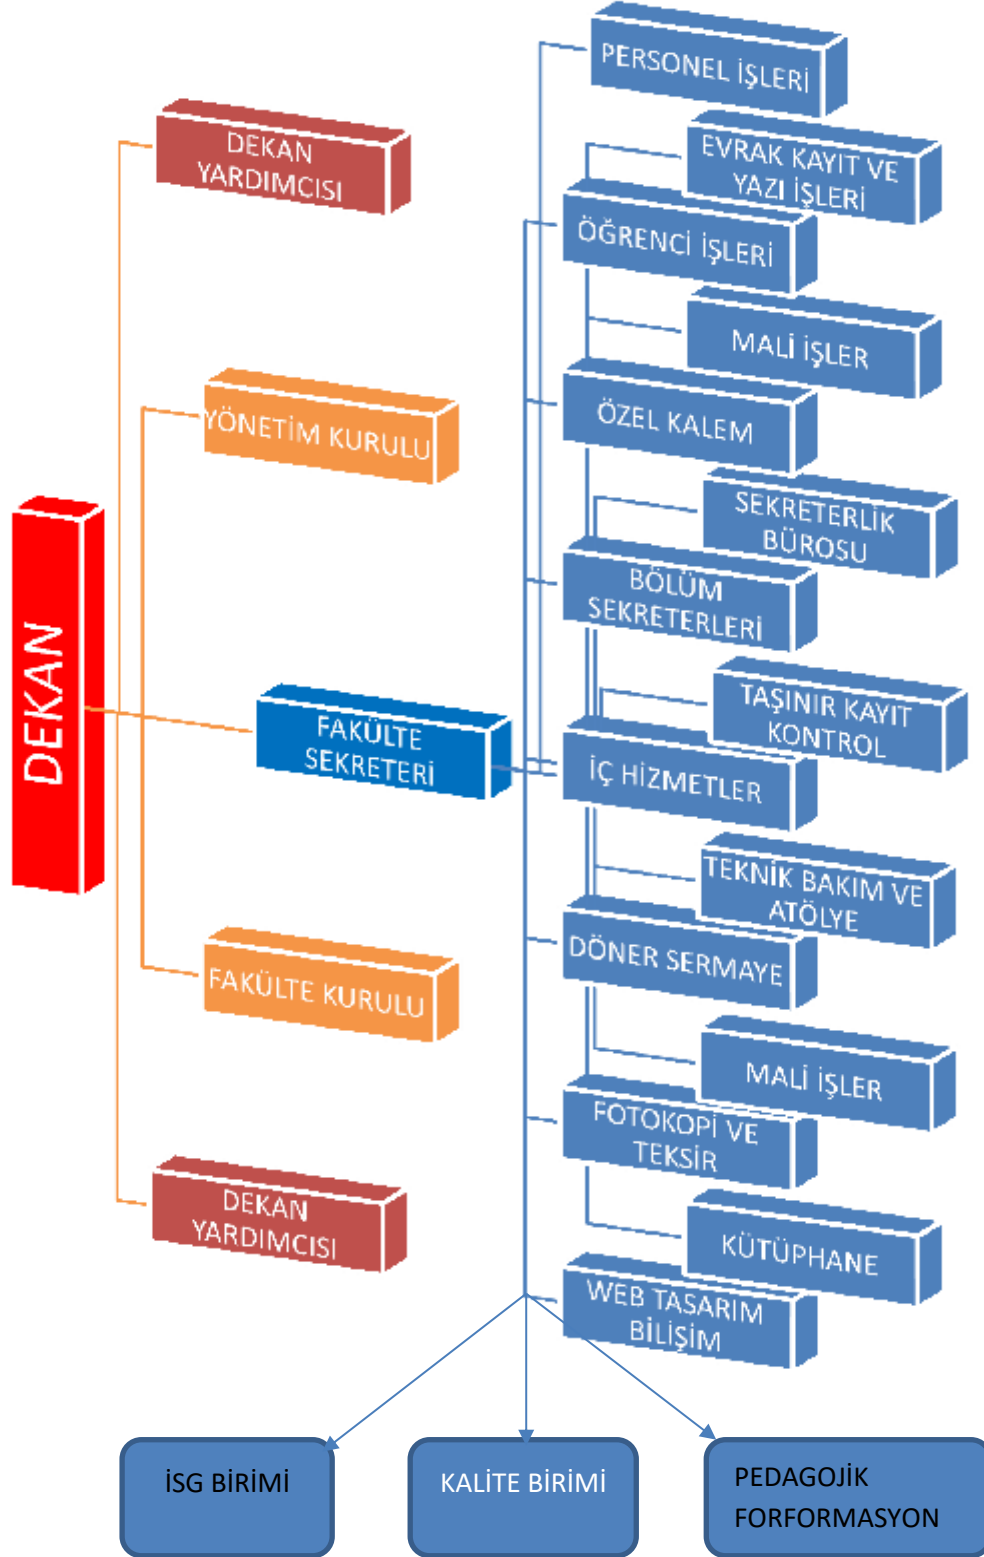 DEKAN
DEKAN
YARDIMCISI
YÖNETİM KURULU
FAKÜLTE
SEKRETERİ
FAKÜLTE KURULU
DEKAN
YARDIMCISI
PERSONEL İŞLERİ
EVRAK KAYIT VE
YAZI İŞLERİ
ÖĞRENCİ İŞLERİ
MALİ İŞLER
ÖZEL KALEM
SEKRETERLİK
BÜROSU
BÖLÜM
SEKRETERLERİ
TAŞINIR KAYIT
KONTROL
İÇ HİZMETLER
TEKNİK BAKIM VE
ATÖLYE
DÖNER SERMAYE
MALİ İŞLER
FOTOKOPİ VE
TEKSİR
KÜTÜPHANE
WEB TASARIM
BİLİŞİM
İSG BİRİMİ
KALİTE BİRİMİ
PEDAGOJİK
FORFORMASYON